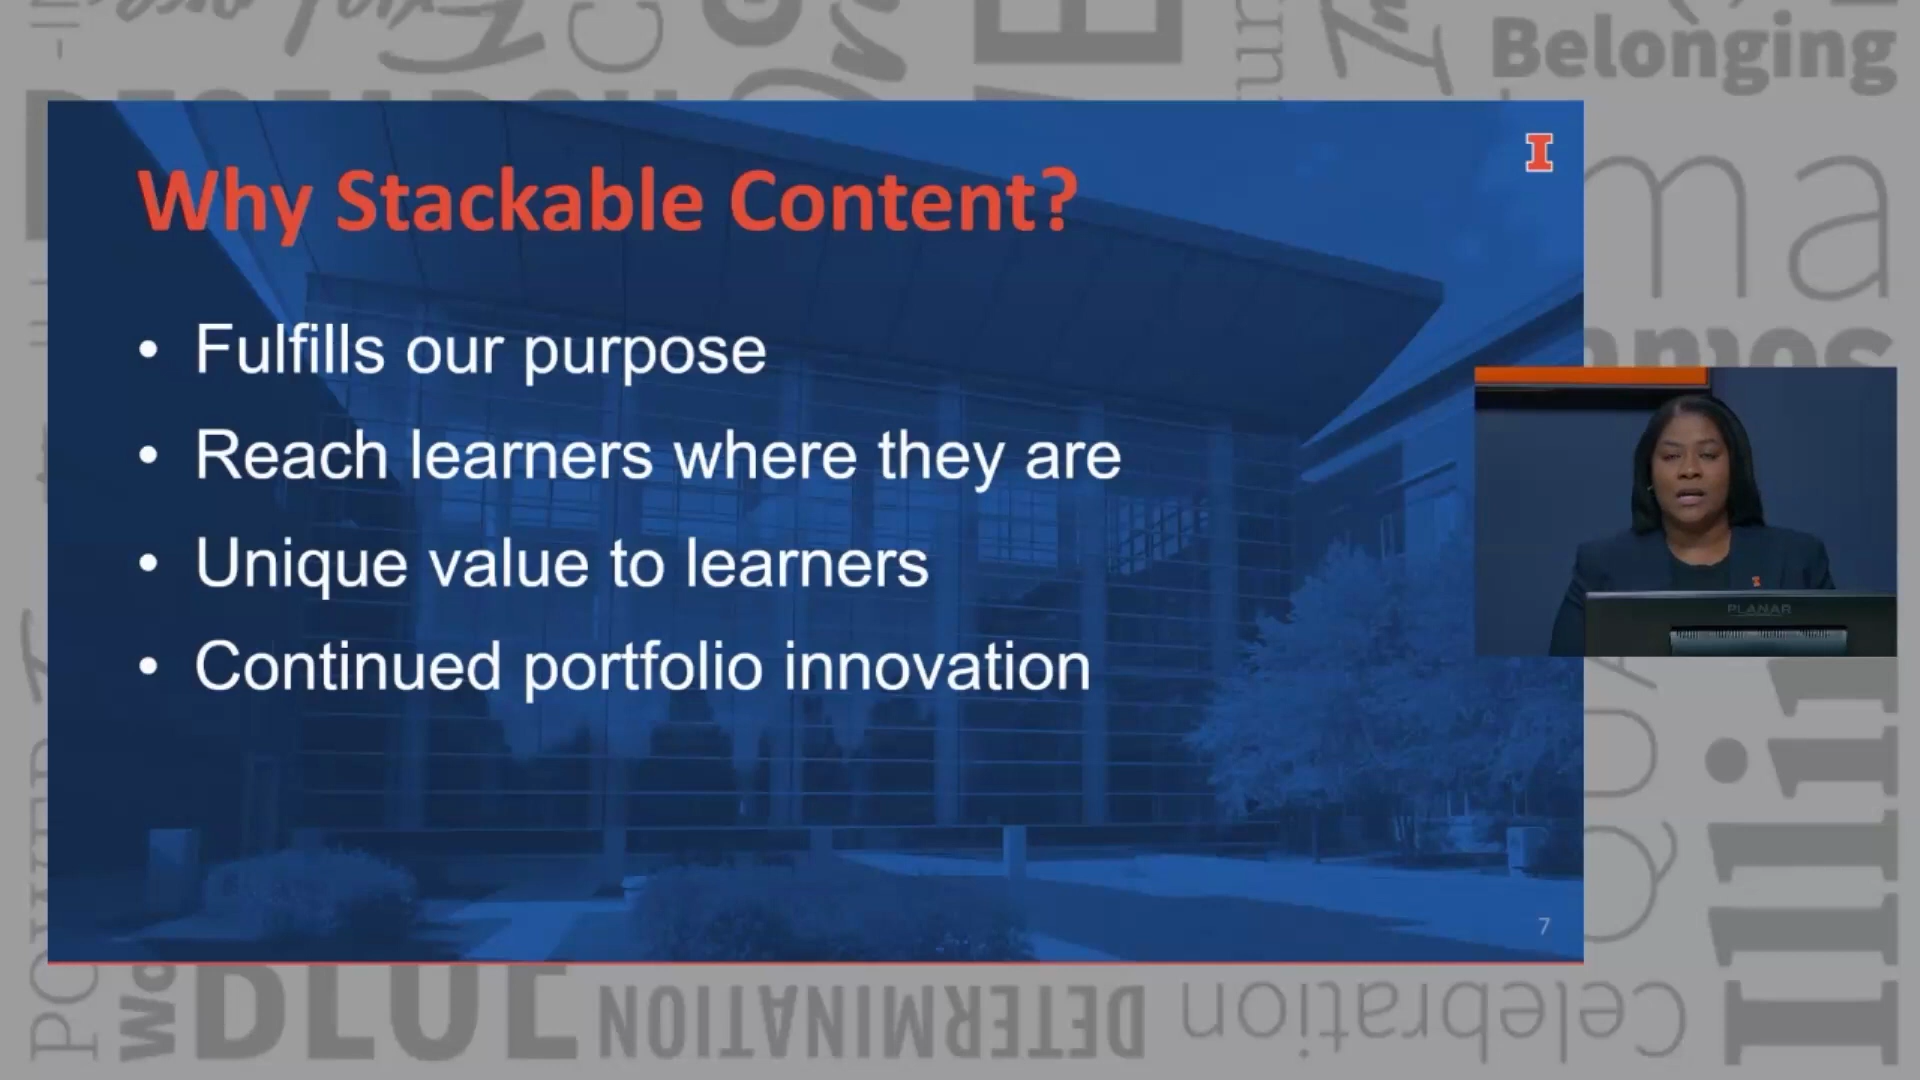 Belonging
I
Why Stackable Content?
• Fulfills our purpose
• Reach learners where they are
• Unique value to learners
• Continued portfolio innovation
PLANAR
7
DETERMINATION
Celebration